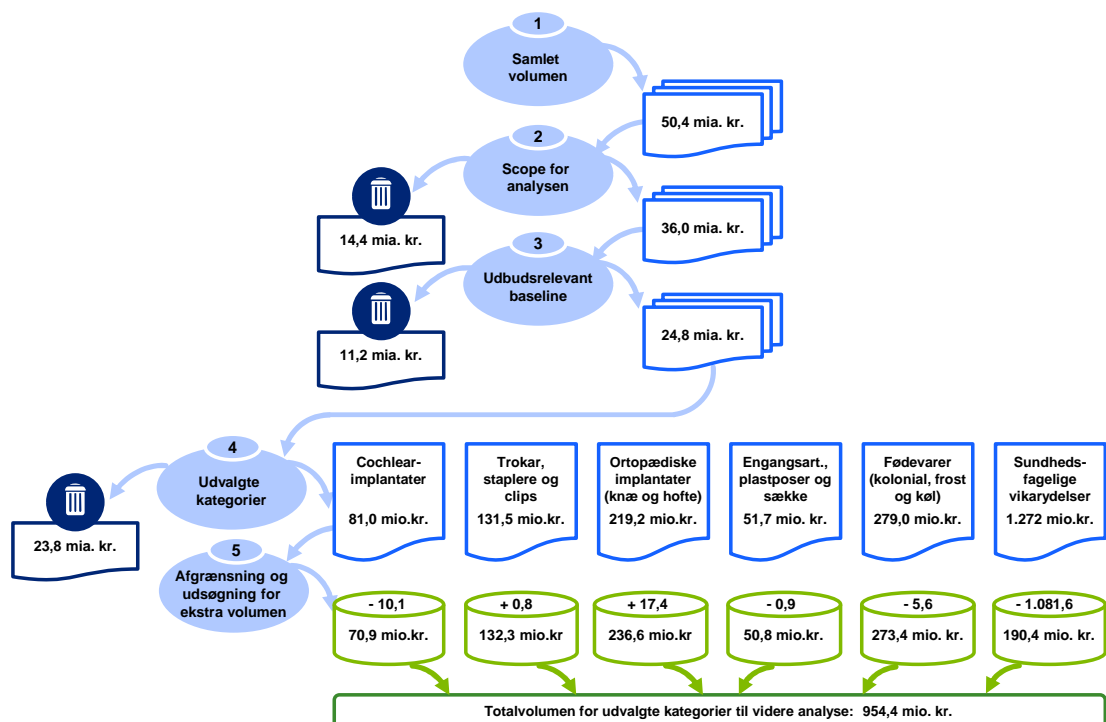 1
Samlet
volumen
50,4 mia. kr.
2
Scope for
analysen
14,4 mia. kr.
36,0 mia. kr.
3
Udbudsrelevant
baseline
11,2 mia. kr.
24,8 mia. kr.
4
Udvalgte
kategorier
23,8 mia. kr.
Cochlear-
implantater
81,0 mio.kr.
Trokar,
staplere og
clips
131,5 mio.kr.
Ortopædiske
implantater
(knæ og hofte)
219,2 mio.kr.
Engangsart.,
plastposer og
sække
51,7 mio.kr.
Fødevarer
(kolonial, frost
og køl)
279,0 mio.kr.
Sundheds-
faglige
vikarydelser
1.272 mio.kr.
5
Afgrænsning og
udsøgning for
ekstra volumen
- 10,1
70,9 mio.kr.
+ 0,8
132,3 mio.kr
+ 17,4
236,6 mio.kr
- 0,9
50,8 mio.kr.
- 5,6
273,4 mio. kr.
- 1.081,6
190,4 mio. kr.
Totalvolumen for udvalgte kategorier til videre analyse: 954,4 mio. kr.